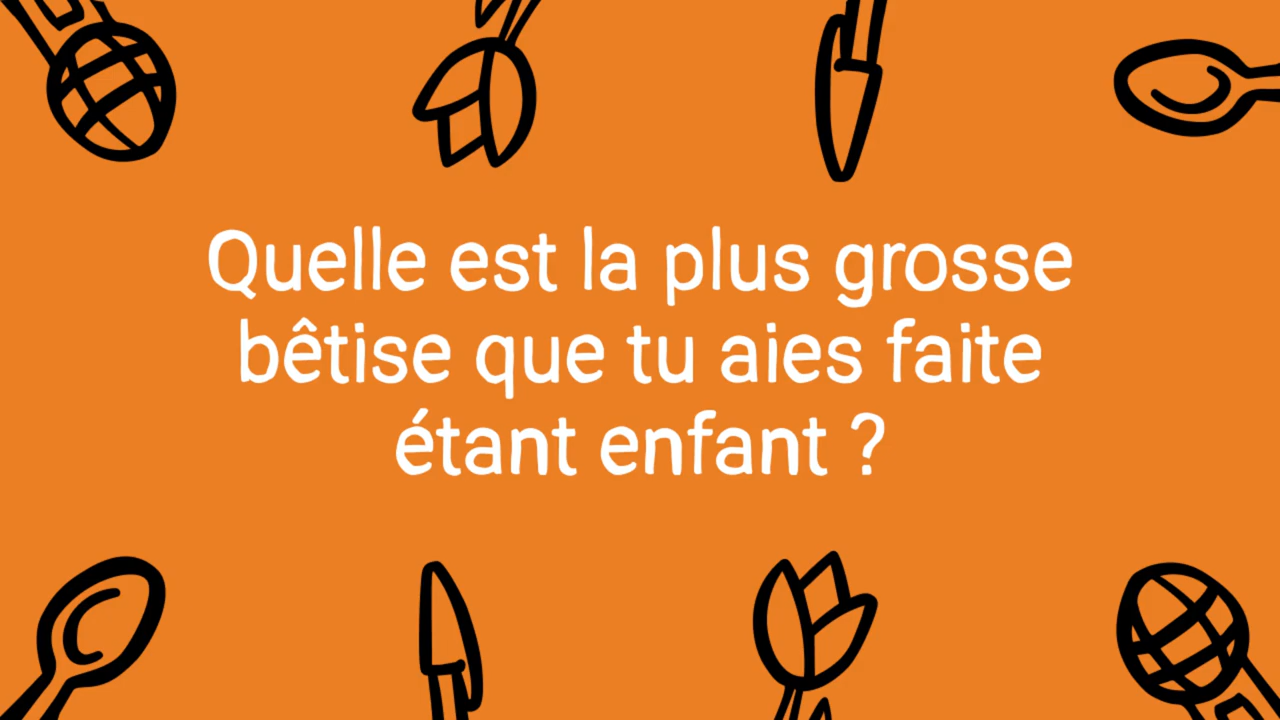 Quelle est la plus grosse
bêtise que tu aies faite
étant enfant ?